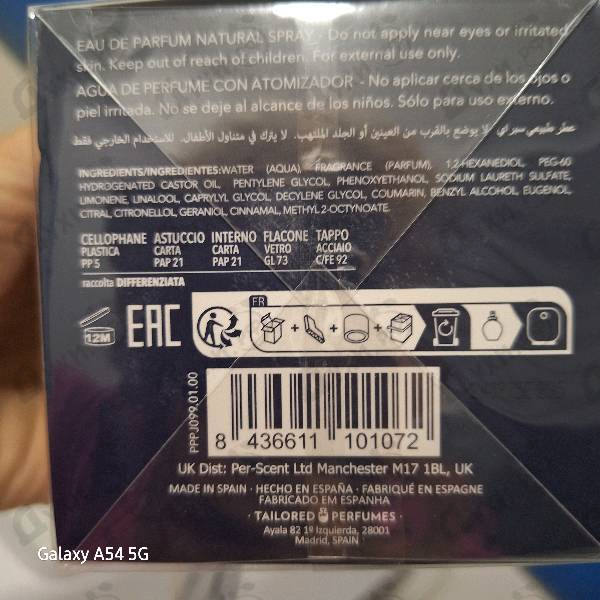 EAU DE PARFUM NATURAL SPRAY - Do not apply near eyes or irritated
skin. Keep out of reach of children. For external use only.
AGUA DE PERFUME CON ATOMIZADOR - No aplicar cerca de los ojos o
piel irritada. No se deje al alcance de los niños. Sólo para uso externo.
عطر طبيعي سبراي لا يوضع بالقرب من العينين أو الجلد الملتهب. لا يترك في متناول الأطفال. للاستخدام الخارجي فقط
INGREDIENTS/INGREDIENTES:WATER (AQUA), FRAGRANCE (PARFUM), 1,2-HEXANEDIOL, PEG-60
HYDROGENATED CASTOR OIL, PENTYLENE GLYCOL, PHENOXYETHANOL, SODIUM LAURETH SULFATE,
LIMONENE, LINALOOL, CAPRYLYL GLYCOL, DECYLENE GLYCOL, COUMARIN, BENZYL ALCOHOL, EUGENOL,
CITRAL, CITRONELLOL, GERANIOL, CINNAMAL, METHYL 2-OCTYNOATE.
CELLOPHANE ASTUCCIO INTERNO FLACONE TAPPO
PLASTICA CARTA CARTA VETRO ACCIAIO
PP 5 PAP 21 PAP 21 GL 73 C/FE 92
raccolta DIFFERENZIATA
12M EAC FR
PPPJ099.01.00
8 436611 101072
UK Dist: Per-Scent Ltd Manchester M17 1BL, UK
MADE IN SPAIN · HECHO EN ESPAÑA · FABRIQUÉ EN ESPAGNE
FABRICADO EM ESPANHA
· TAILORED PERFUMES ·
Ayala 82 1º Izquierda, 28001
Madrid, SPAIN
Galaxy A54 5G